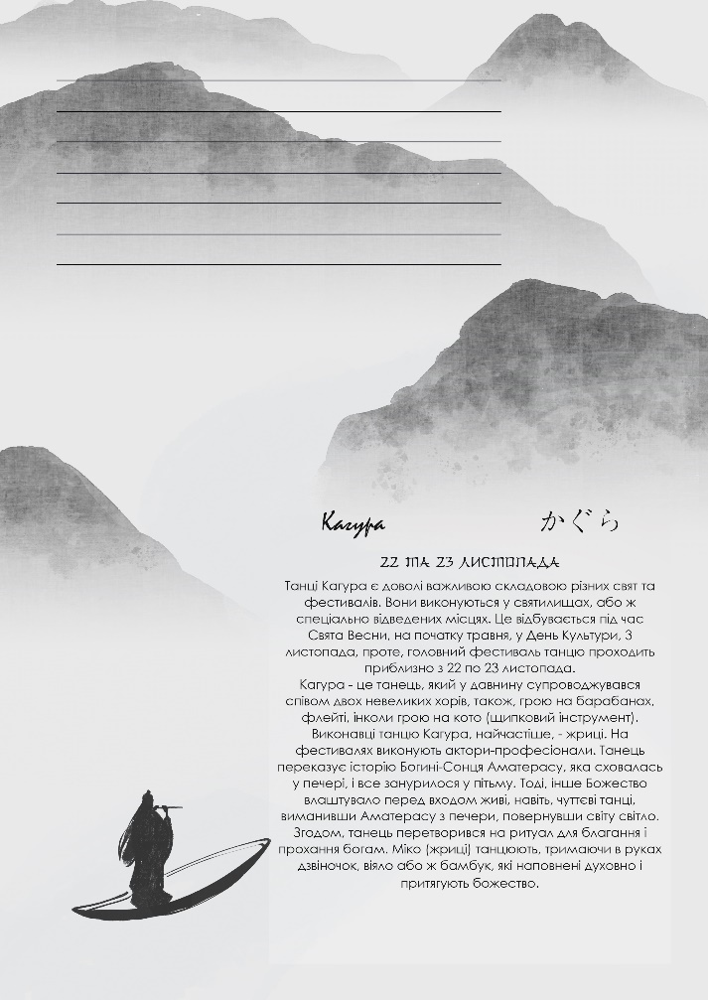 Кагура
かぐら
22 ТА 23 ЛИСТОПАДА
Танці Кагура є доволі важливою складовою різних свят та
фестивалів. Вони виконуються у святилищах, або ж
спеціально відведених місцях. Це відбувається під час
Свята Весни, на початку травня, у День Культури, 3
листопада, проте, головний фестиваль танцю проходить
приблизно з 22 по 23 листопада.
Кагура - це танець, який у давнину супроводжувався
співом двох невеликих хорів, також, грою на барабанах,
флейті, інколи грою на кото (щипковий інструмент).
Виконавці танцю Кагура, найчастіше, - жриці. На
фестивалях виконують актори-професіонали. Танець
переказує історію Богині-Сонця Аматерасу, яка сховалась
у печері, і все занурилося у пітьму. Тоді, інше Божество
влаштувало перед входом живі, навіть, чуттєві танці,
виманивши Аматерасу з печери, повернувши світу світло.
Згодом, танець перетворився на ритуал для благання і
прохання богам. Міко (жриці) танцюють, тримаючи в руках
дзвіночок, віяло або ж бамбук, які наповнені духовно і
притягують божество.